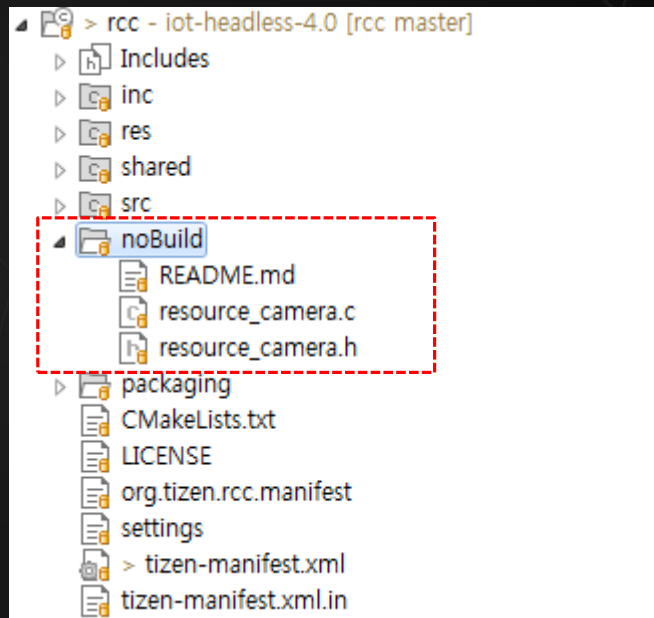 > rcc - iot-headless-4.0 [rcc master]
Includes
inc
res
shared
src
noBuild
README.md
resource_camera.c
resource_camera.h
packaging
CMakeLists.txt
LICENSE
org.tizen.rcc.manifest
settings
> tizen-manifest.xml
tizen-manifest.xml.in